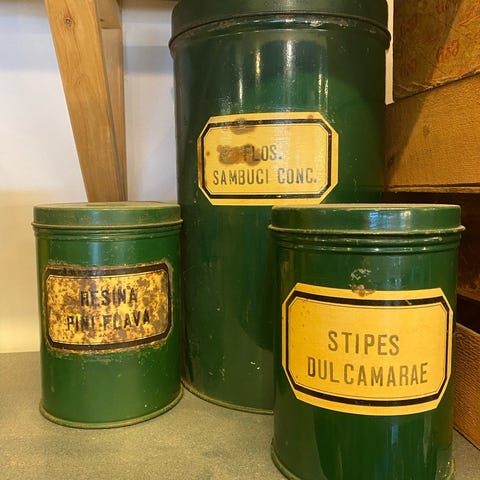 FLOS.
SAMBUCI CONC.
RESINA
PINI FLAVA
STIPES
DULCAMARAE